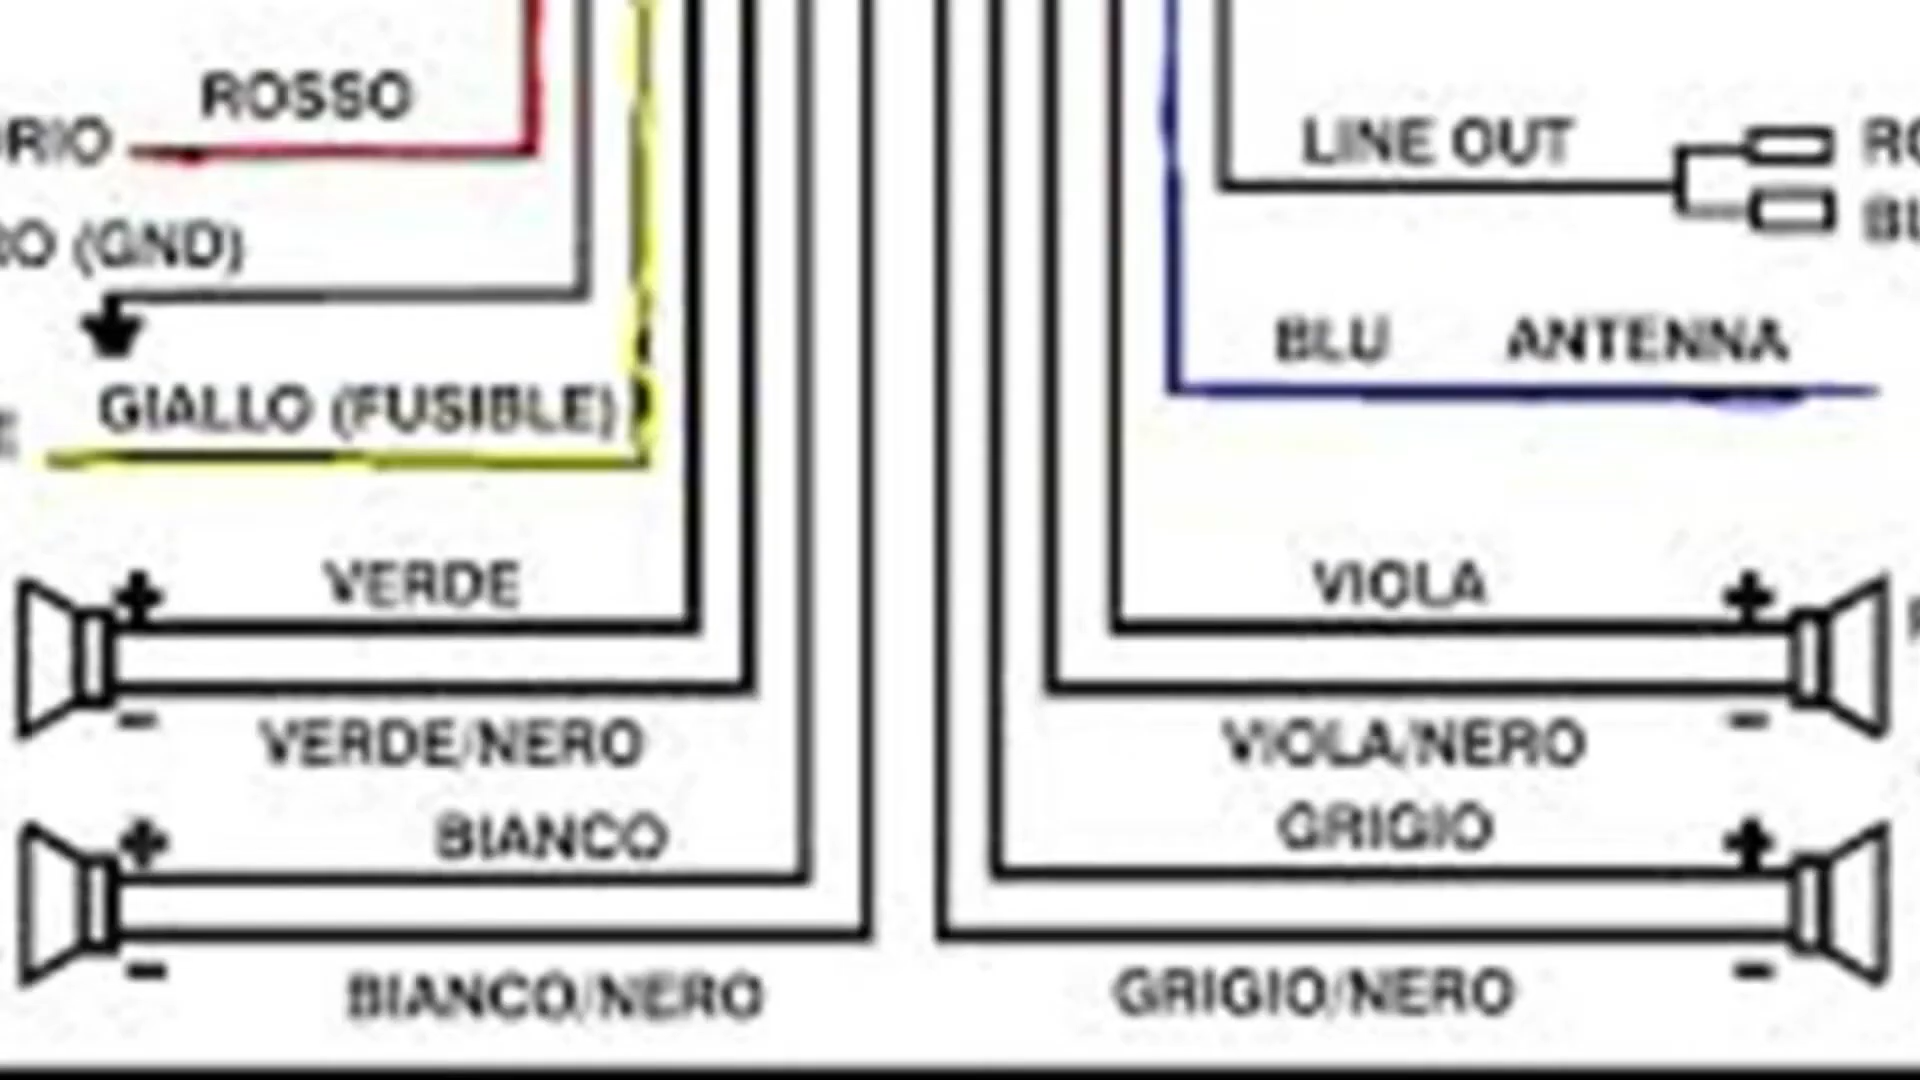 ROSSO
LINE OUT
(GND)
BLU ANTENNA
GIALLO (FUSIBLE)
VERDE
VIOLA
+
+
-
-
VERDE/NERO
VIOLA/NERO
BIANCO
GRIGIO
+
+
-
-
BIANCO/NERO
GRIGIO/NERO